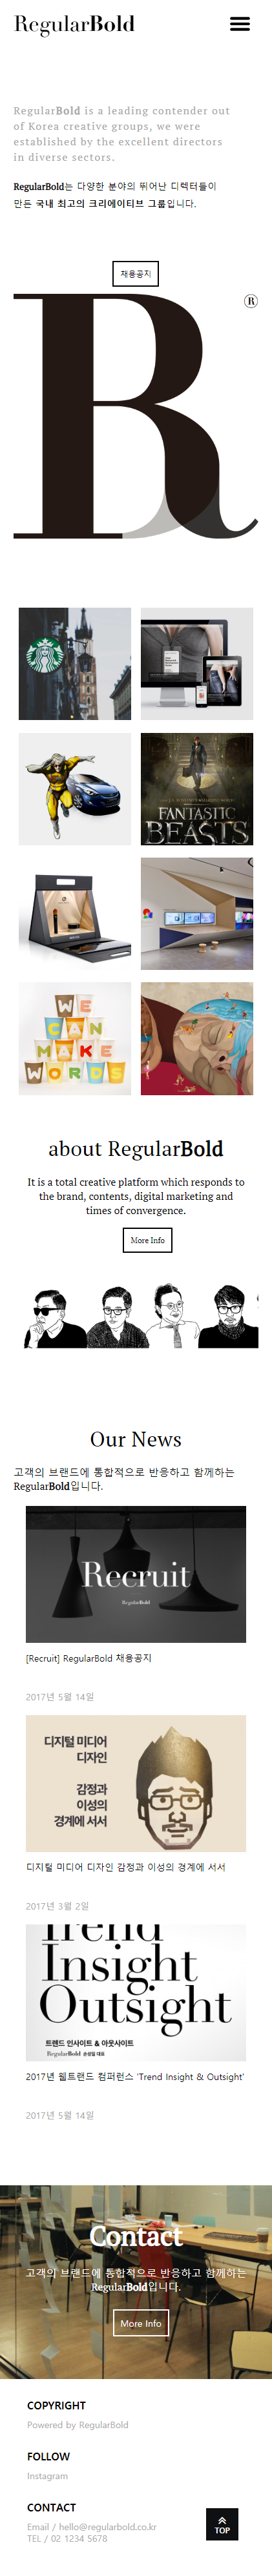 RegularBold
RegularBold is a leading contender out
of Korea creative groups, we were
established by the excellent directors
in diverse sectors.
RegularBold는 다양한 분야의 뛰어난 디렉터들이
만든 국내 최고의 크리에이티브 그룹입니다.
채용공지
R
R
FANTASTIC
BEASTS
WE
CAN
MAKE
WORDS
about RegularBold
It is a total creative platform which responds to
the brand, contents, digital marketing and
times of convergence.
More Info
Our News
고객의 브랜드에 통합적으로 반응하고 함께하는
RegularBold입니다.
Recruit
RegularBold
[Recruit] RegularBold 채용공지
2017년 5월 14일
디지털 미디어
디자인
감정과
이성의
경계에 서서
디지털 미디어 디자인 감정과 이성의 경계에 서서
2017년 3월 2일
Trend
Insight
Outsight
트렌드 인사이트 & 아웃사이트
RegularBold 손성일 대표
2017년 웹트랜드 컴퍼런스 'Trend Insight & Outsight'
2017년 5월 14일
Contact
고객의 브랜드에 통합적으로 반응하고 함께하는
RegularBold입니다.
More Info
COPYRIGHT
Powered by RegularBold
FOLLOW
Instagram
CONTACT
Email / hello@regularbold.co.kr
TEL / 02 1234 5678
TOP